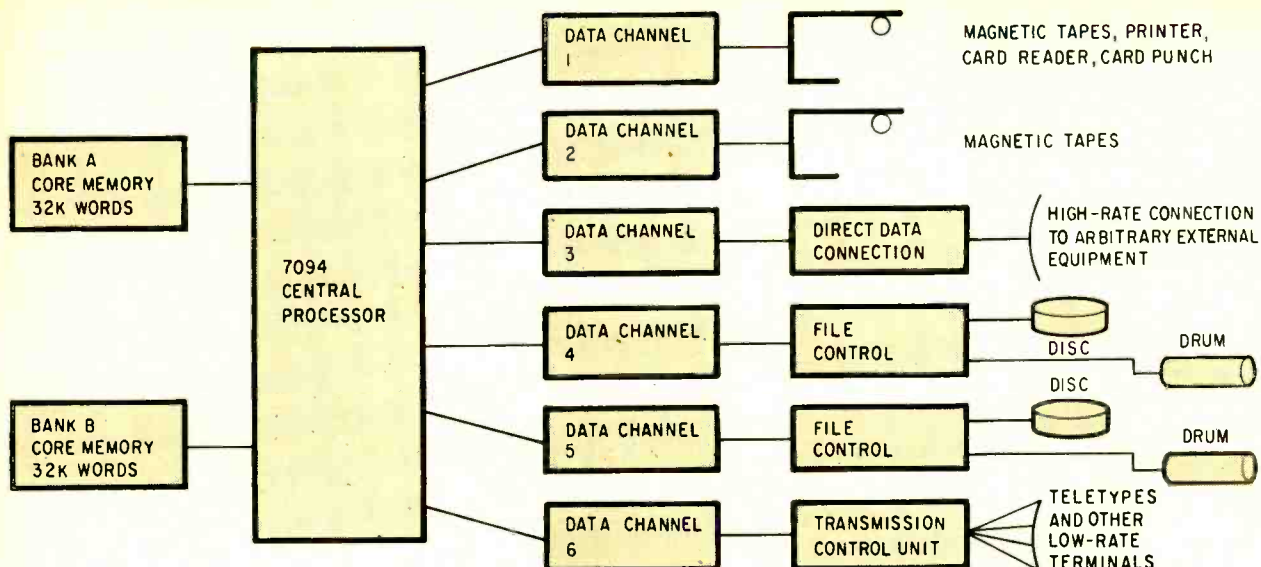 BANK A
CORE MEMORY
32K WORDS
BANK B
CORE MEMORY
32K WORDS
7094
CENTRAL
PROCESSOR
DATA CHANNEL
1
MAGNETIC TAPES, PRINTER,
CARD READER, CARD PUNCH
DATA CHANNEL
2
MAGNETIC TAPES
DATA CHANNEL
3
DIRECT DATA
CONNECTION
HIGH-RATE CONNECTION
TO ARBITRARY EXTERNAL
EQUIPMENT
DATA CHANNEL
4
FILE
CONTROL
DISC
DRUM
DATA CHANNEL
5
FILE
CONTROL
DISC
DRUM
DATA CHANNEL
6
TRANSMISSION
CONTROL UNIT
TELETYPES
AND OTHER
LOW-RATE
TERMINALS